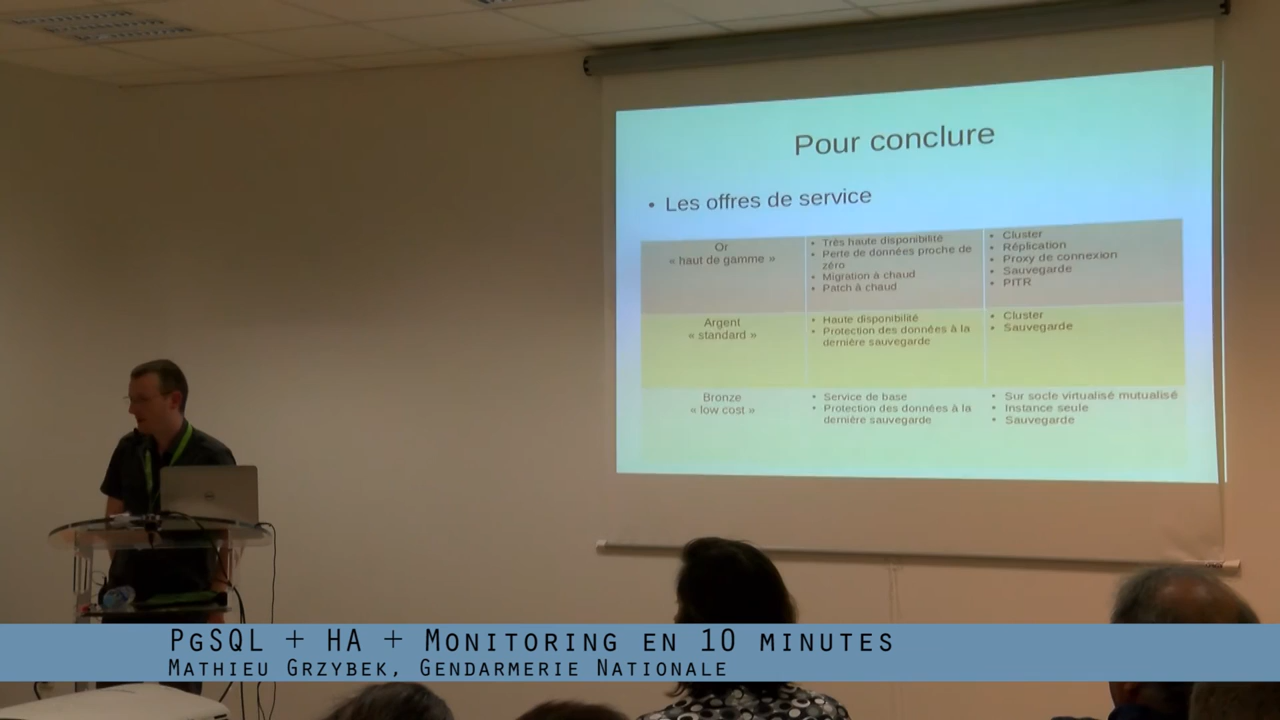 Pour conclure
• Les offres de service
Or
« haut de gamme »
• Très haute disponibilité
• Perte de données proche de
zéro
• Migration à chaud
• Patch à chaud
• Cluster
• Réplication
• Proxy de connexion
• Sauvegarde
• PITR
Argent
« standard »
• Haute disponibilité
• Protection des données à la
dernière sauvegarde
• Cluster
• Sauvegarde
Bronze
« low cost »
• Service de base
• Protection des données à la
dernière sauvegarde
• Sur socle virtualisé mutualisé
• Instance seule
• Sauvegarde
PgSQL + HA + Monitoring en 10 minutes
Mathieu Grzybek, Gendarmerie Nationale